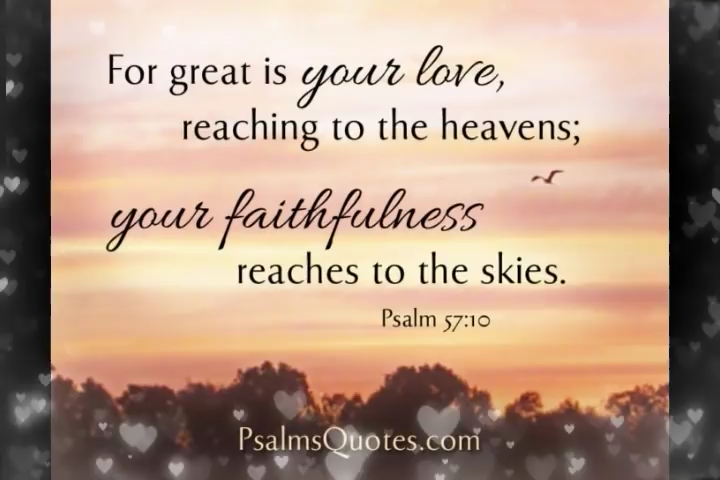 For great is your love,
reaching to the heavens;
your faithfulness
reaches to the skies.
Psalm 57:10
PsalmsQuotes.com